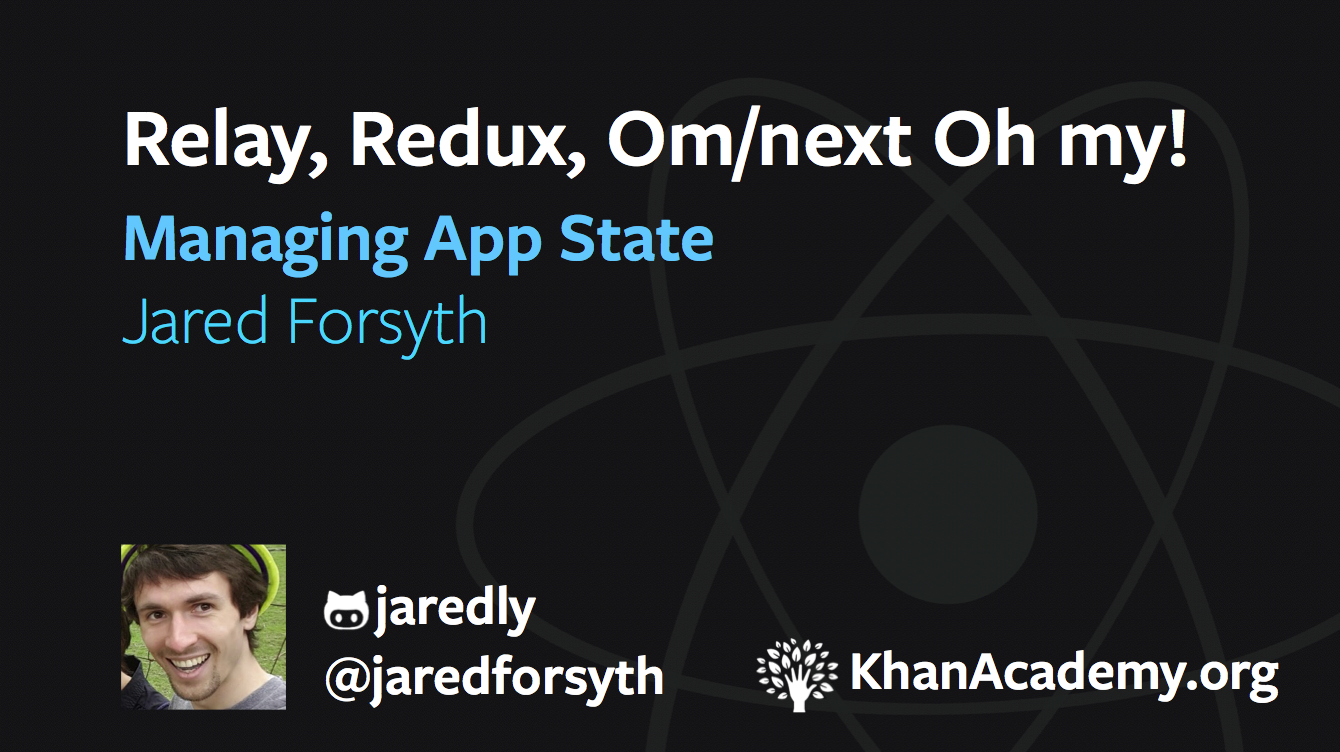 Relay, Redux, Om/next Oh my!
Managing App State
Jared Forsyth
jaredly
@jaredforsyth
KhanAcademy.org